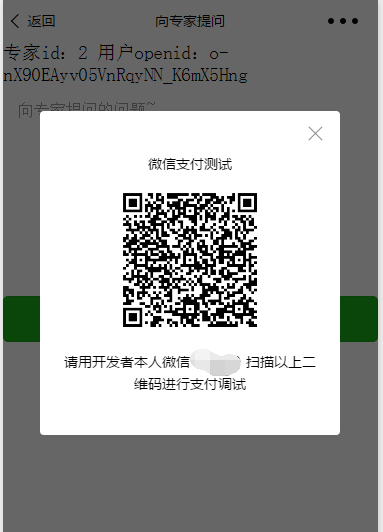 返回
向专家提问
专家id: 2 用户openid: o-
nX90EAyv05VnRqyNN_K6mX5Hng
向专家提问的问题~
微信支付测试
请用开发者本人微信 ) 扫描以上二
维码进行支付调试